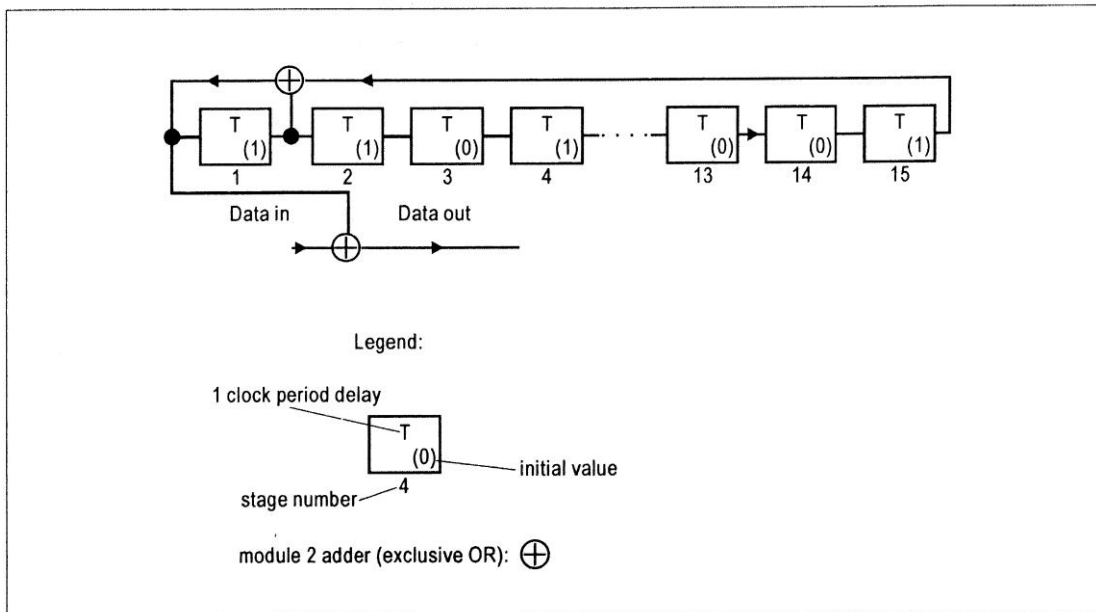 T T T T T T T
(1) (1) (0) (1) (0) (0) (1)
1 2 3 4 13 14 15
Data in Data out
Legend:
1 clock period delay
T
(0)
initial value
stage number
4
module 2 adder (exclusive OR):